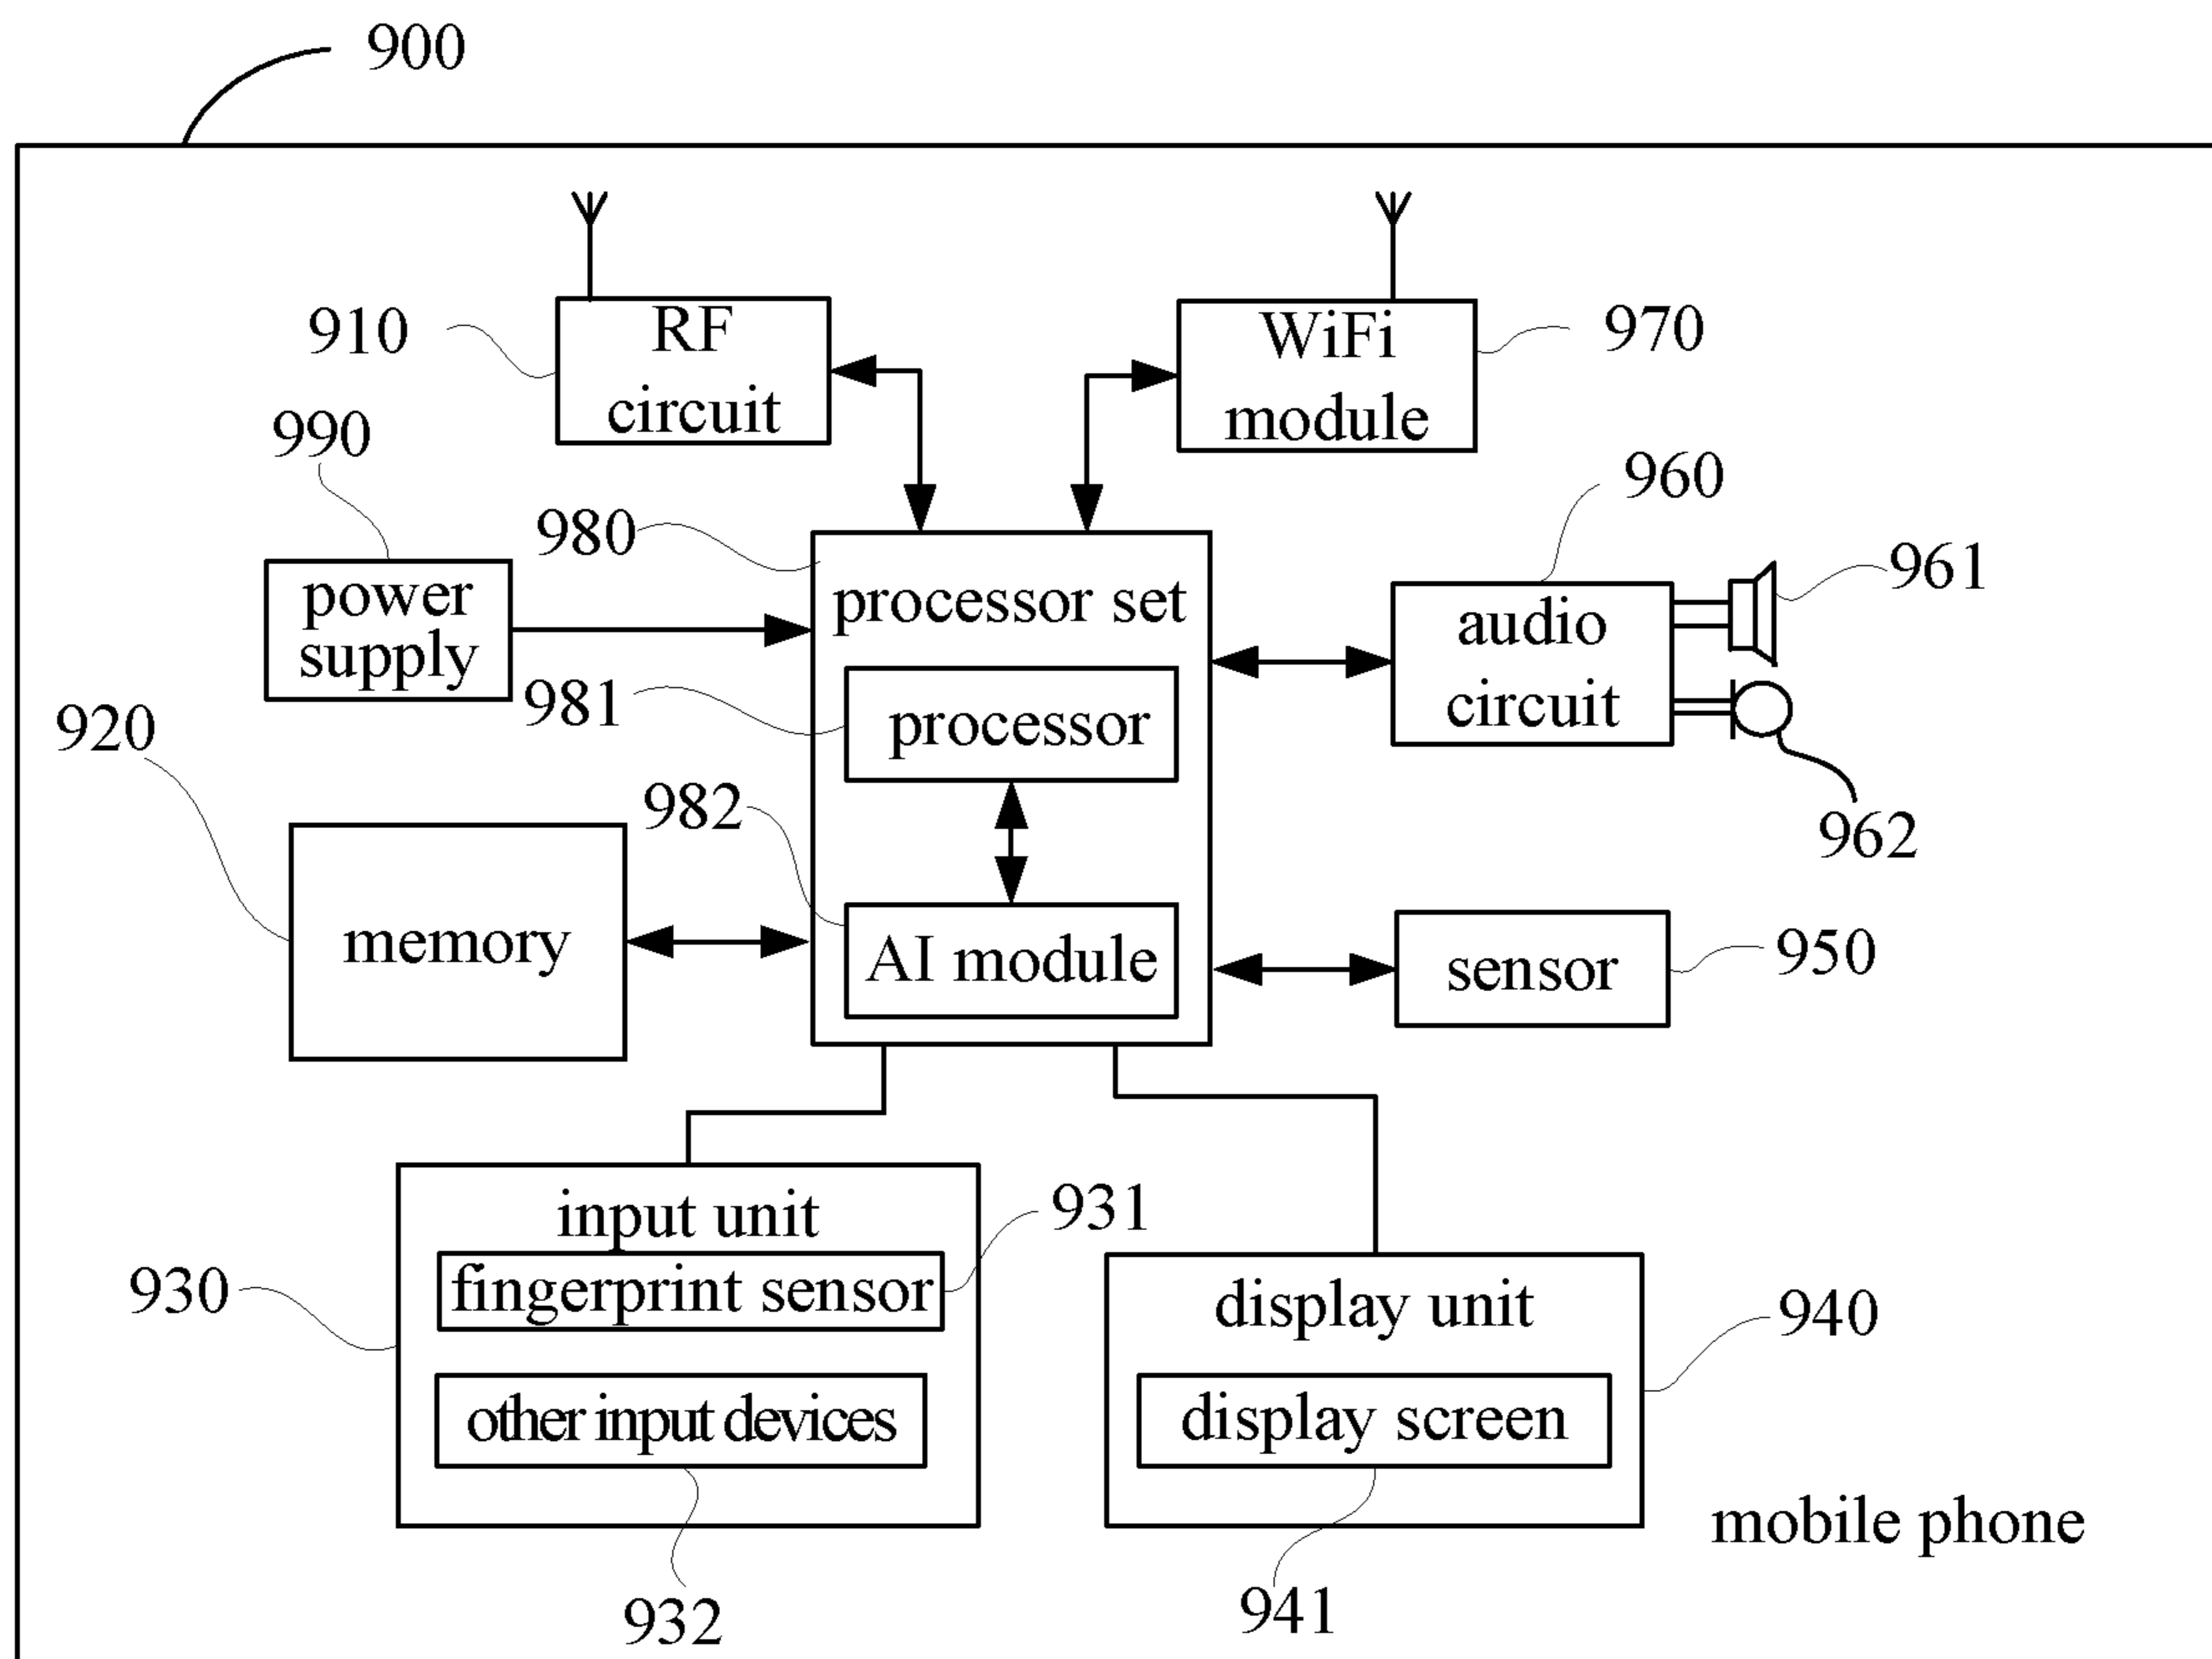 900
RF
circuit
910
WiFi
module
970
990
960
980
power
supply
processor set
audio
circuit
961
981
processor
920
982
962
memory
AI module
sensor
950
input unit
931
fingerprint sensor
930
display unit
940
other input devices
display screen
mobile phone
932
941